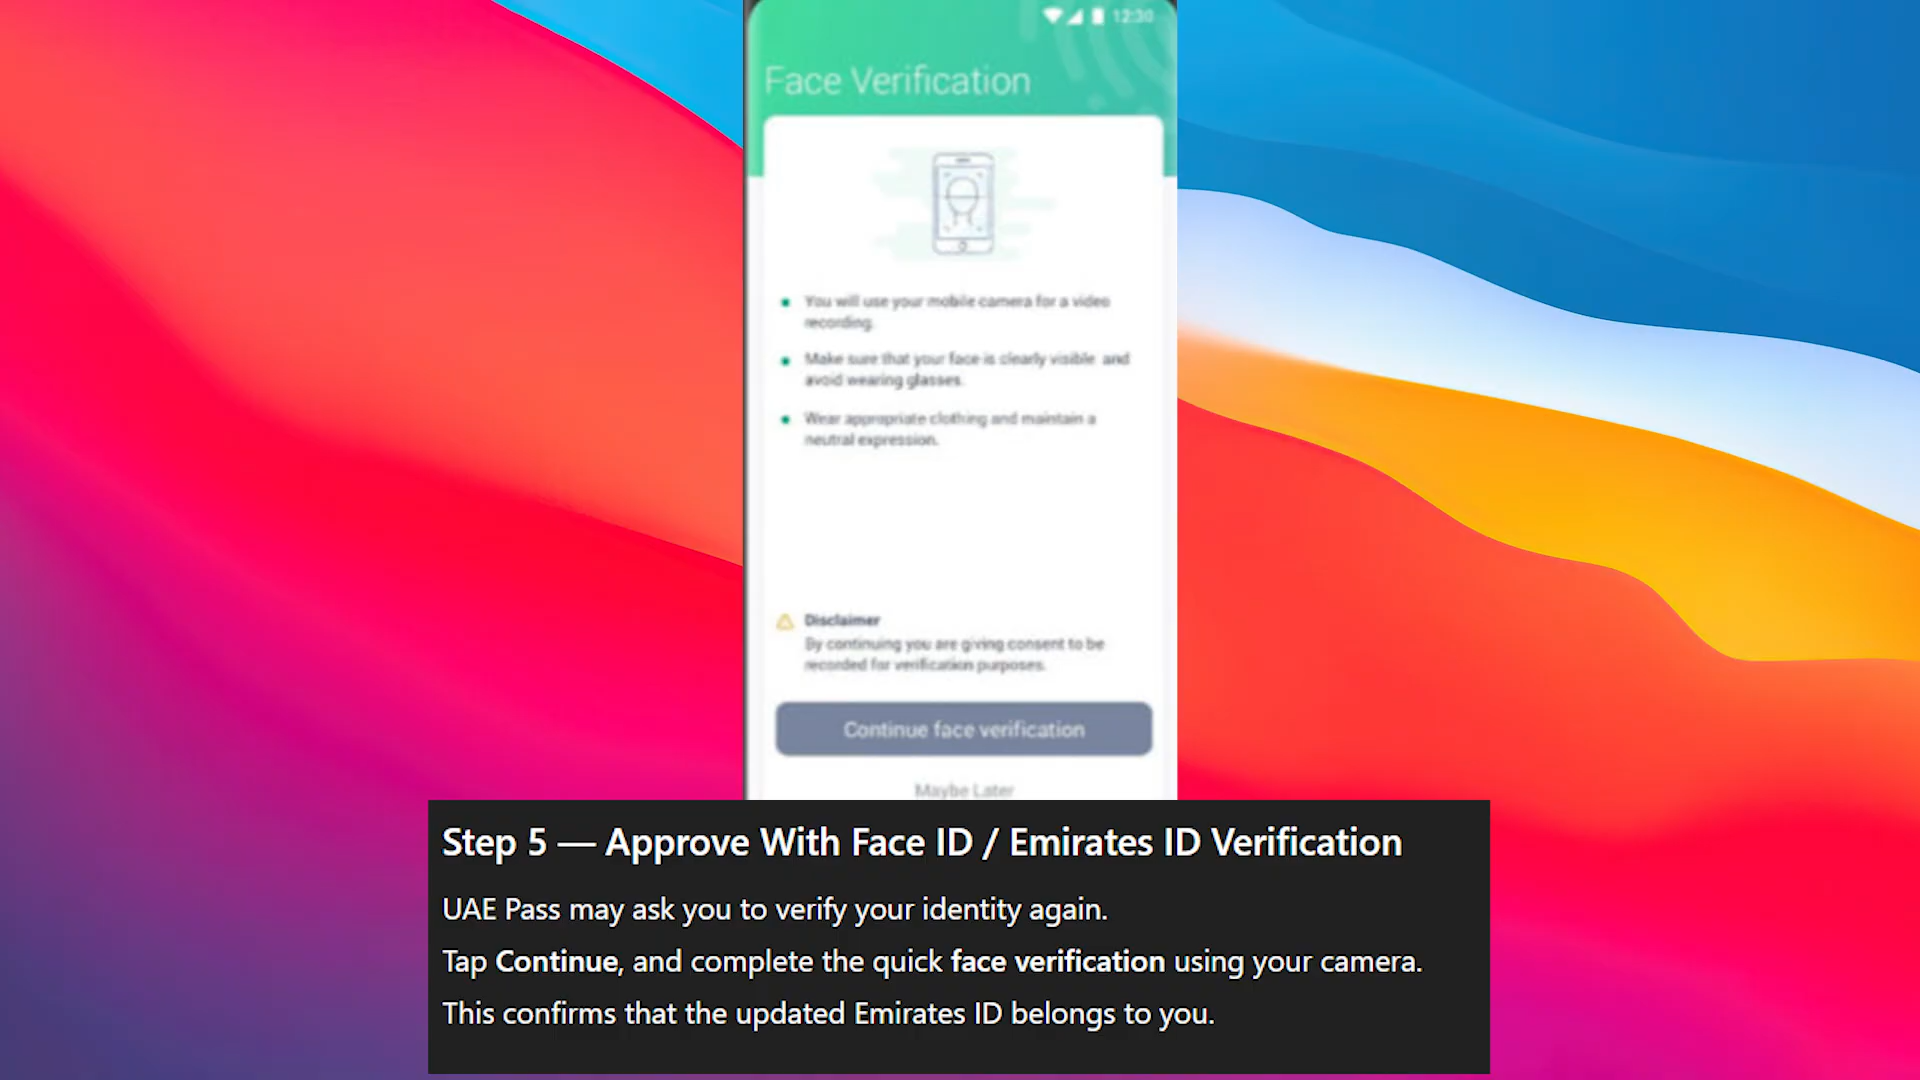 12:30
Face Verification
You will use your mobile camera for a video
recording.
Make sure that your face is clearly visible and
avoid wearing glasses.
Wear appropriate clothing and maintain a
neutral expression.
Disclaimer
By continuing you are giving consent to be
recorded for verification purposes.
Continue face verification
Maybe Later
Step 5 — Approve With Face ID / Emirates ID Verification
UAE Pass may ask you to verify your identity again.
Tap Continue, and complete the quick face verification using your camera.
This confirms that the updated Emirates ID belongs to you.